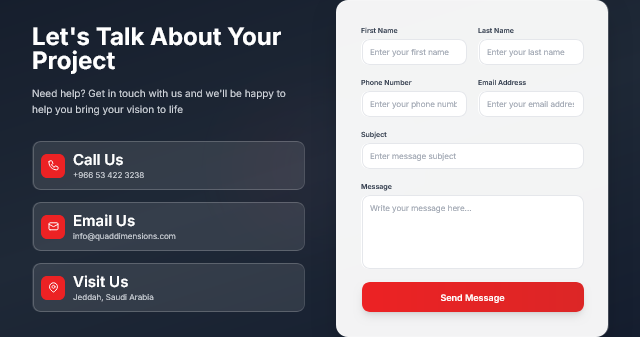 Let's Talk About Your
Project
Need help? Get in touch with us and we'll be happy to
help you bring your vision to life
Call Us
+966 53 422 3238
Email Us
info@quaddimensions.com
Visit Us
Jeddah, Saudi Arabia
First Name
Last Name
Enter your first name
Enter your last name
Phone Number
Email Address
Enter your phone numb
Enter your email addres
Subject
Enter message subject
Message
Write your message here...
Send Message